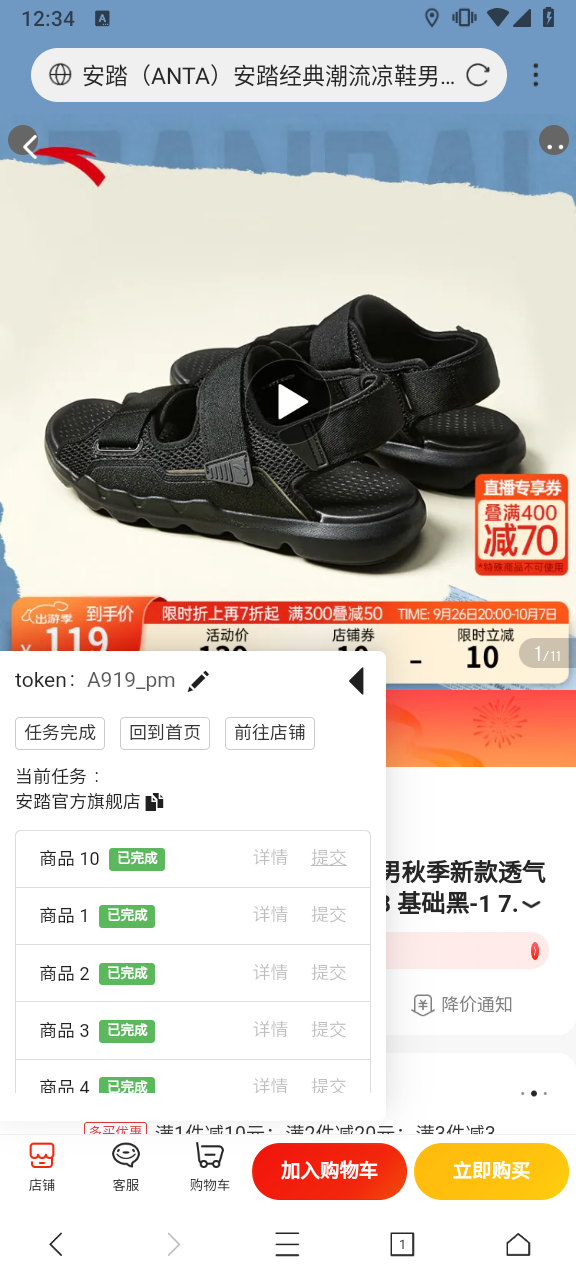 12:34
安踏（ANTA）安踏经典潮流凉鞋男...
直播专享券
叠满400
减70
*特殊商品不可使用
出游季 到手价 限时折上再7折起 满300叠减50 TIME: 9月26日20:00-10月7日
¥119 活动价 店铺券 限时立减
10
1/11
token: A919_pm
任务完成 回到首页 前往店铺
当前任务：
安踏官方旗舰店
商品 10 已完成 详情 提交
男秋季新款透气
基础黑-1 7.
商品 1 已完成 详情 提交
商品 2 已完成 详情 提交
商品 3 已完成 详情 提交
降价通知
商品 4 已完成 详情 提交
多买优惠 满1件减10元；满2件减20元；满3件减3
店铺 客服 购物车 加入购物车 立即购买
1